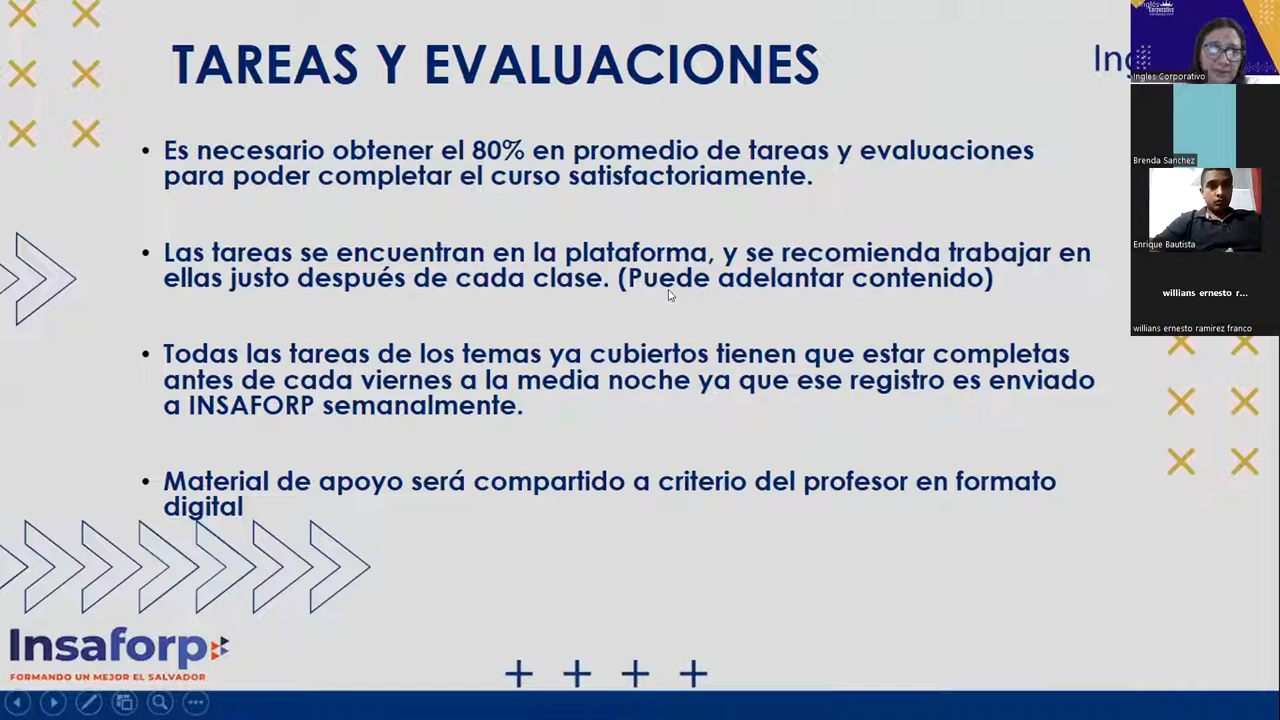 TAREAS Y EVALUACIONES
• Es necesario obtener el 80% en promedio de tareas y evaluaciones
para poder completar el curso satisfactoriamente.
• Las tareas se encuentran en la plataforma, y se recomienda trabajar en
ellas justo después de cada clase. (Puede adelantar contenido)
• Todas las tareas de los temas ya cubiertos tienen que estar completas
antes de cada viernes a la media noche ya que ese registro es enviado
a INSAFORP semanalmente.
• Material de apoyo será compartido a criterio del profesor en formato
digital
Insaforp
FORMANDO UN MEJOR EL SALVADOR
Inglés
Corporativo
Ingles Corporativo
Brenda Sanchez
Enrique Bautista
willians ernesto r...
willians ernesto ramirez franco